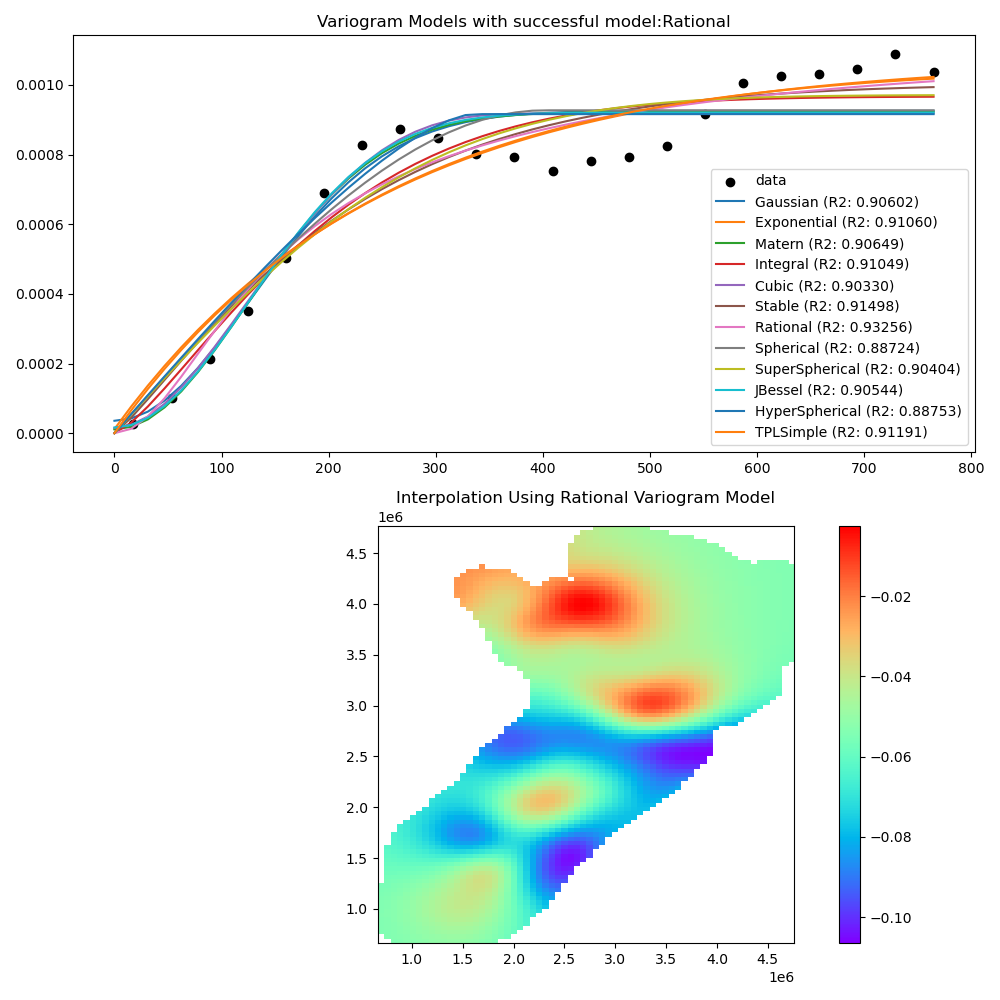 Variogram Models with successful model:Rational
0.0010
0.0008
0.0006
0.0004
0.0002
0.0000
data
Gaussian (R2: 0.90602)
Exponential (R2: 0.91060)
Matern (R2: 0.90649)
Integral (R2: 0.91049)
Cubic (R2: 0.90330)
Stable (R2: 0.91498)
Rational (R2: 0.93256)
Spherical (R2: 0.88724)
SuperSpherical (R2: 0.90404)
JBessel (R2: 0.90544)
HyperSpherical (R2: 0.88753)
TPLSimple (R2: 0.91191)
0 100 200 300 400 500 600 700 800
Interpolation Using Rational Variogram Model
1e6
4.5
4.0
3.5
3.0
2.5
2.0
1.5
1.0
1.0 1.5 2.0 2.5 3.0 3.5 4.0 4.5
1e6
−0.02
−0.04
−0.06
−0.08
−0.10